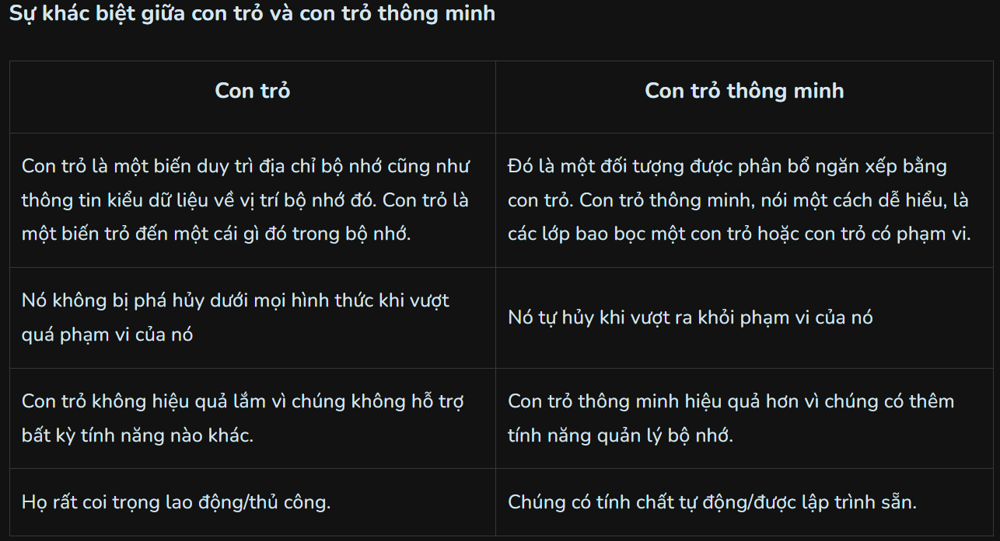 Sự khác biệt giữa con trỏ và con trỏ thông minh
Con trỏ
Con trỏ thông minh
Con trỏ là một biến duy trì địa chỉ bộ nhớ cũng như
thông tin kiểu dữ liệu về vị trí bộ nhớ đó. Con trỏ là
một biến trỏ đến một cái gì đó trong bộ nhớ.
Đó là một đối tượng được phân bổ ngăn xếp bằng
con trỏ. Con trỏ thông minh, nói một cách dễ hiểu, là
các lớp bao bọc một con trỏ hoặc con trỏ có phạm vi.
Nó không bị phá hủy dưới mọi hình thức khi vượt
quá phạm vi của nó
Nó tự hủy khi vượt ra khỏi phạm vi của nó
Con trỏ không hiệu quả lắm vì chúng không hỗ trợ
bất kỳ tính năng nào khác.
Con trỏ thông minh hiệu quả hơn vì chúng có thêm
tính năng quản lý bộ nhớ.
Họ rất coi trọng lao động/thủ công.
Chúng có tính chất tự động/được lập trình sẵn.